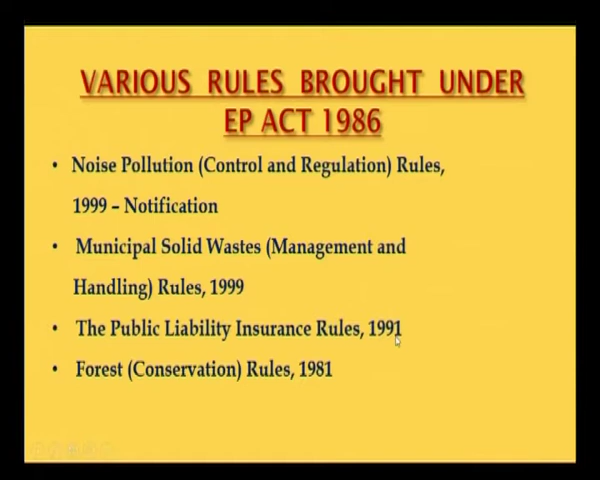 VARIOUS RULES BROUGHT UNDER
EP ACT 1986
• Noise Pollution (Control and Regulation) Rules,
1999 – Notification
• Municipal Solid Wastes (Management and
Handling) Rules, 1999
• The Public Liability Insurance Rules, 1991
• Forest (Conservation) Rules, 1981